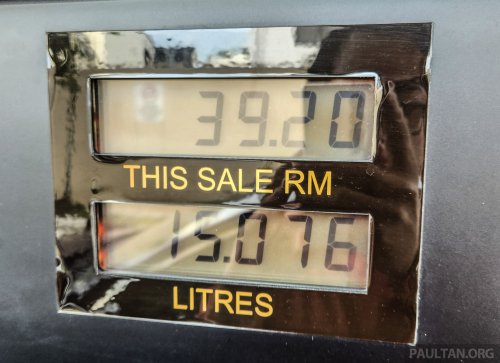 39.20
THIS SALE RM
15.076
LITRES
PAULTAN.ORG